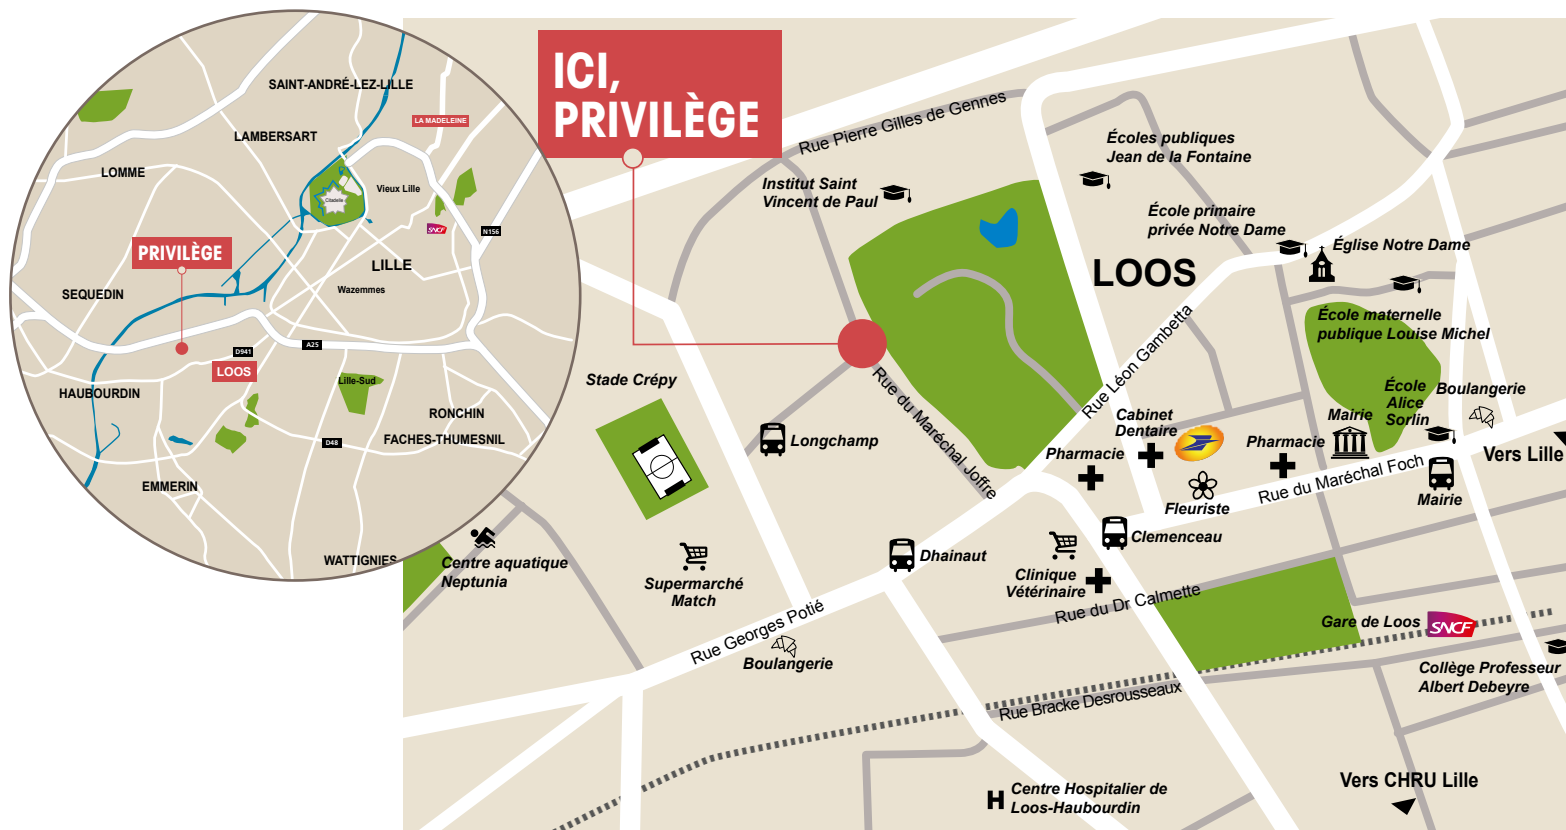 SAINT-ANDRÉ-LEZ-LILLE
LA MADELEINE
LAMBERSART
LOMME
Vieux Lille
Citadelle
SNCF
N156
PRIVILÈGE
LILLE
SEQUEDIN
Wazemmes
D941
A25
LOOS
Lille-Sud
HAUBOURDIN
RONCHIN
D48
FACHES-THUMESNIL
EMMERIN
WATTIGNIES
ICI,
PRIVILÈGE
Rue Pierre Gilles de Gennes
Écoles publiques
Jean de la Fontaine
Institut Saint
Vincent de Paul
École primaire
privée Notre Dame
Église Notre Dame
LOOS
École maternelle
publique Louise Michel
Rue Léon Gambetta
Stade Crépy
Rue du Maréchal Joffre
École
Alice
Sorlin
Boulangerie
Cabinet
Dentaire
Mairie
Longchamp
Pharmacie
Pharmacie
Vers Lille
Rue du Maréchal Foch
Mairie
Fleuriste
Clemenceau
Dhainaut
Centre aquatique
Neptunia
Supermarché
Match
Clinique
Vétérinaire
Rue du Dr Calmette
Rue Georges Potié
Gare de Loos
SNCF
Boulangerie
Collège Professeur
Albert Debeyre
Rue Bracke Desrousseaux
Vers CHRU Lille
H
Centre Hospitalier de
Loos-Haubourdin